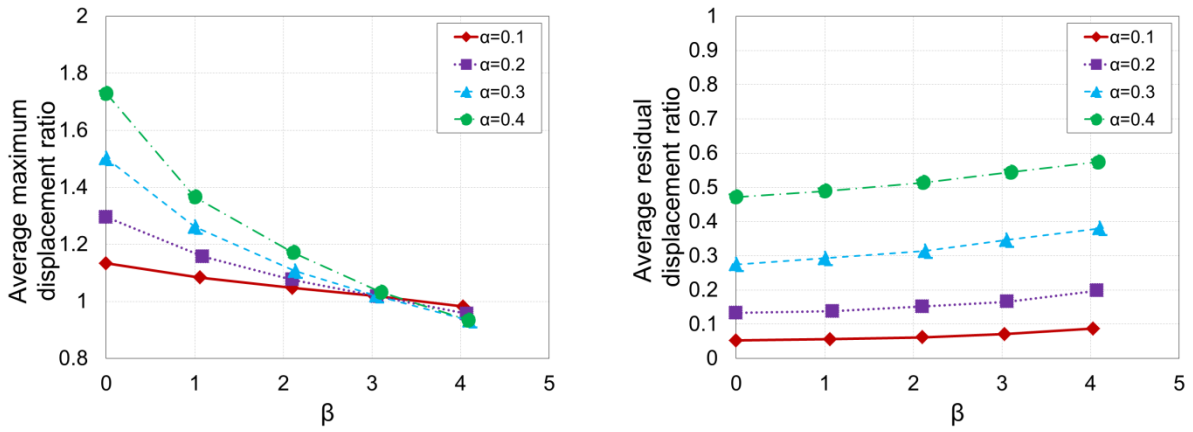 Average maximum
displacement ratio
2
1.8
1.6
1.4
1.2
1
0.8
0
1
2
3
4
5
β
α=0.1
α=0.2
α=0.3
α=0.4
Average residual
displacement ratio
1
0.9
0.8
0.7
0.6
0.5
0.4
0.3
0.2
0.1
0
0
1
2
3
4
5
β
α=0.1
α=0.2
α=0.3
α=0.4